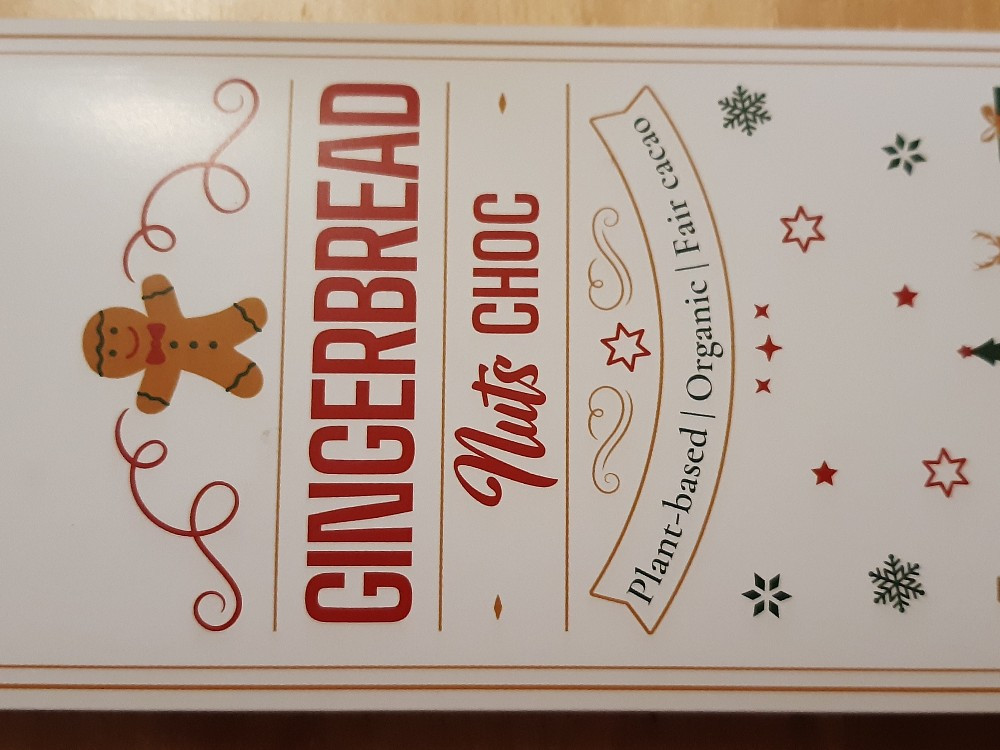 GINGERBREAD
Nuts CHOC
Plant-based | Organic | Fair cacao